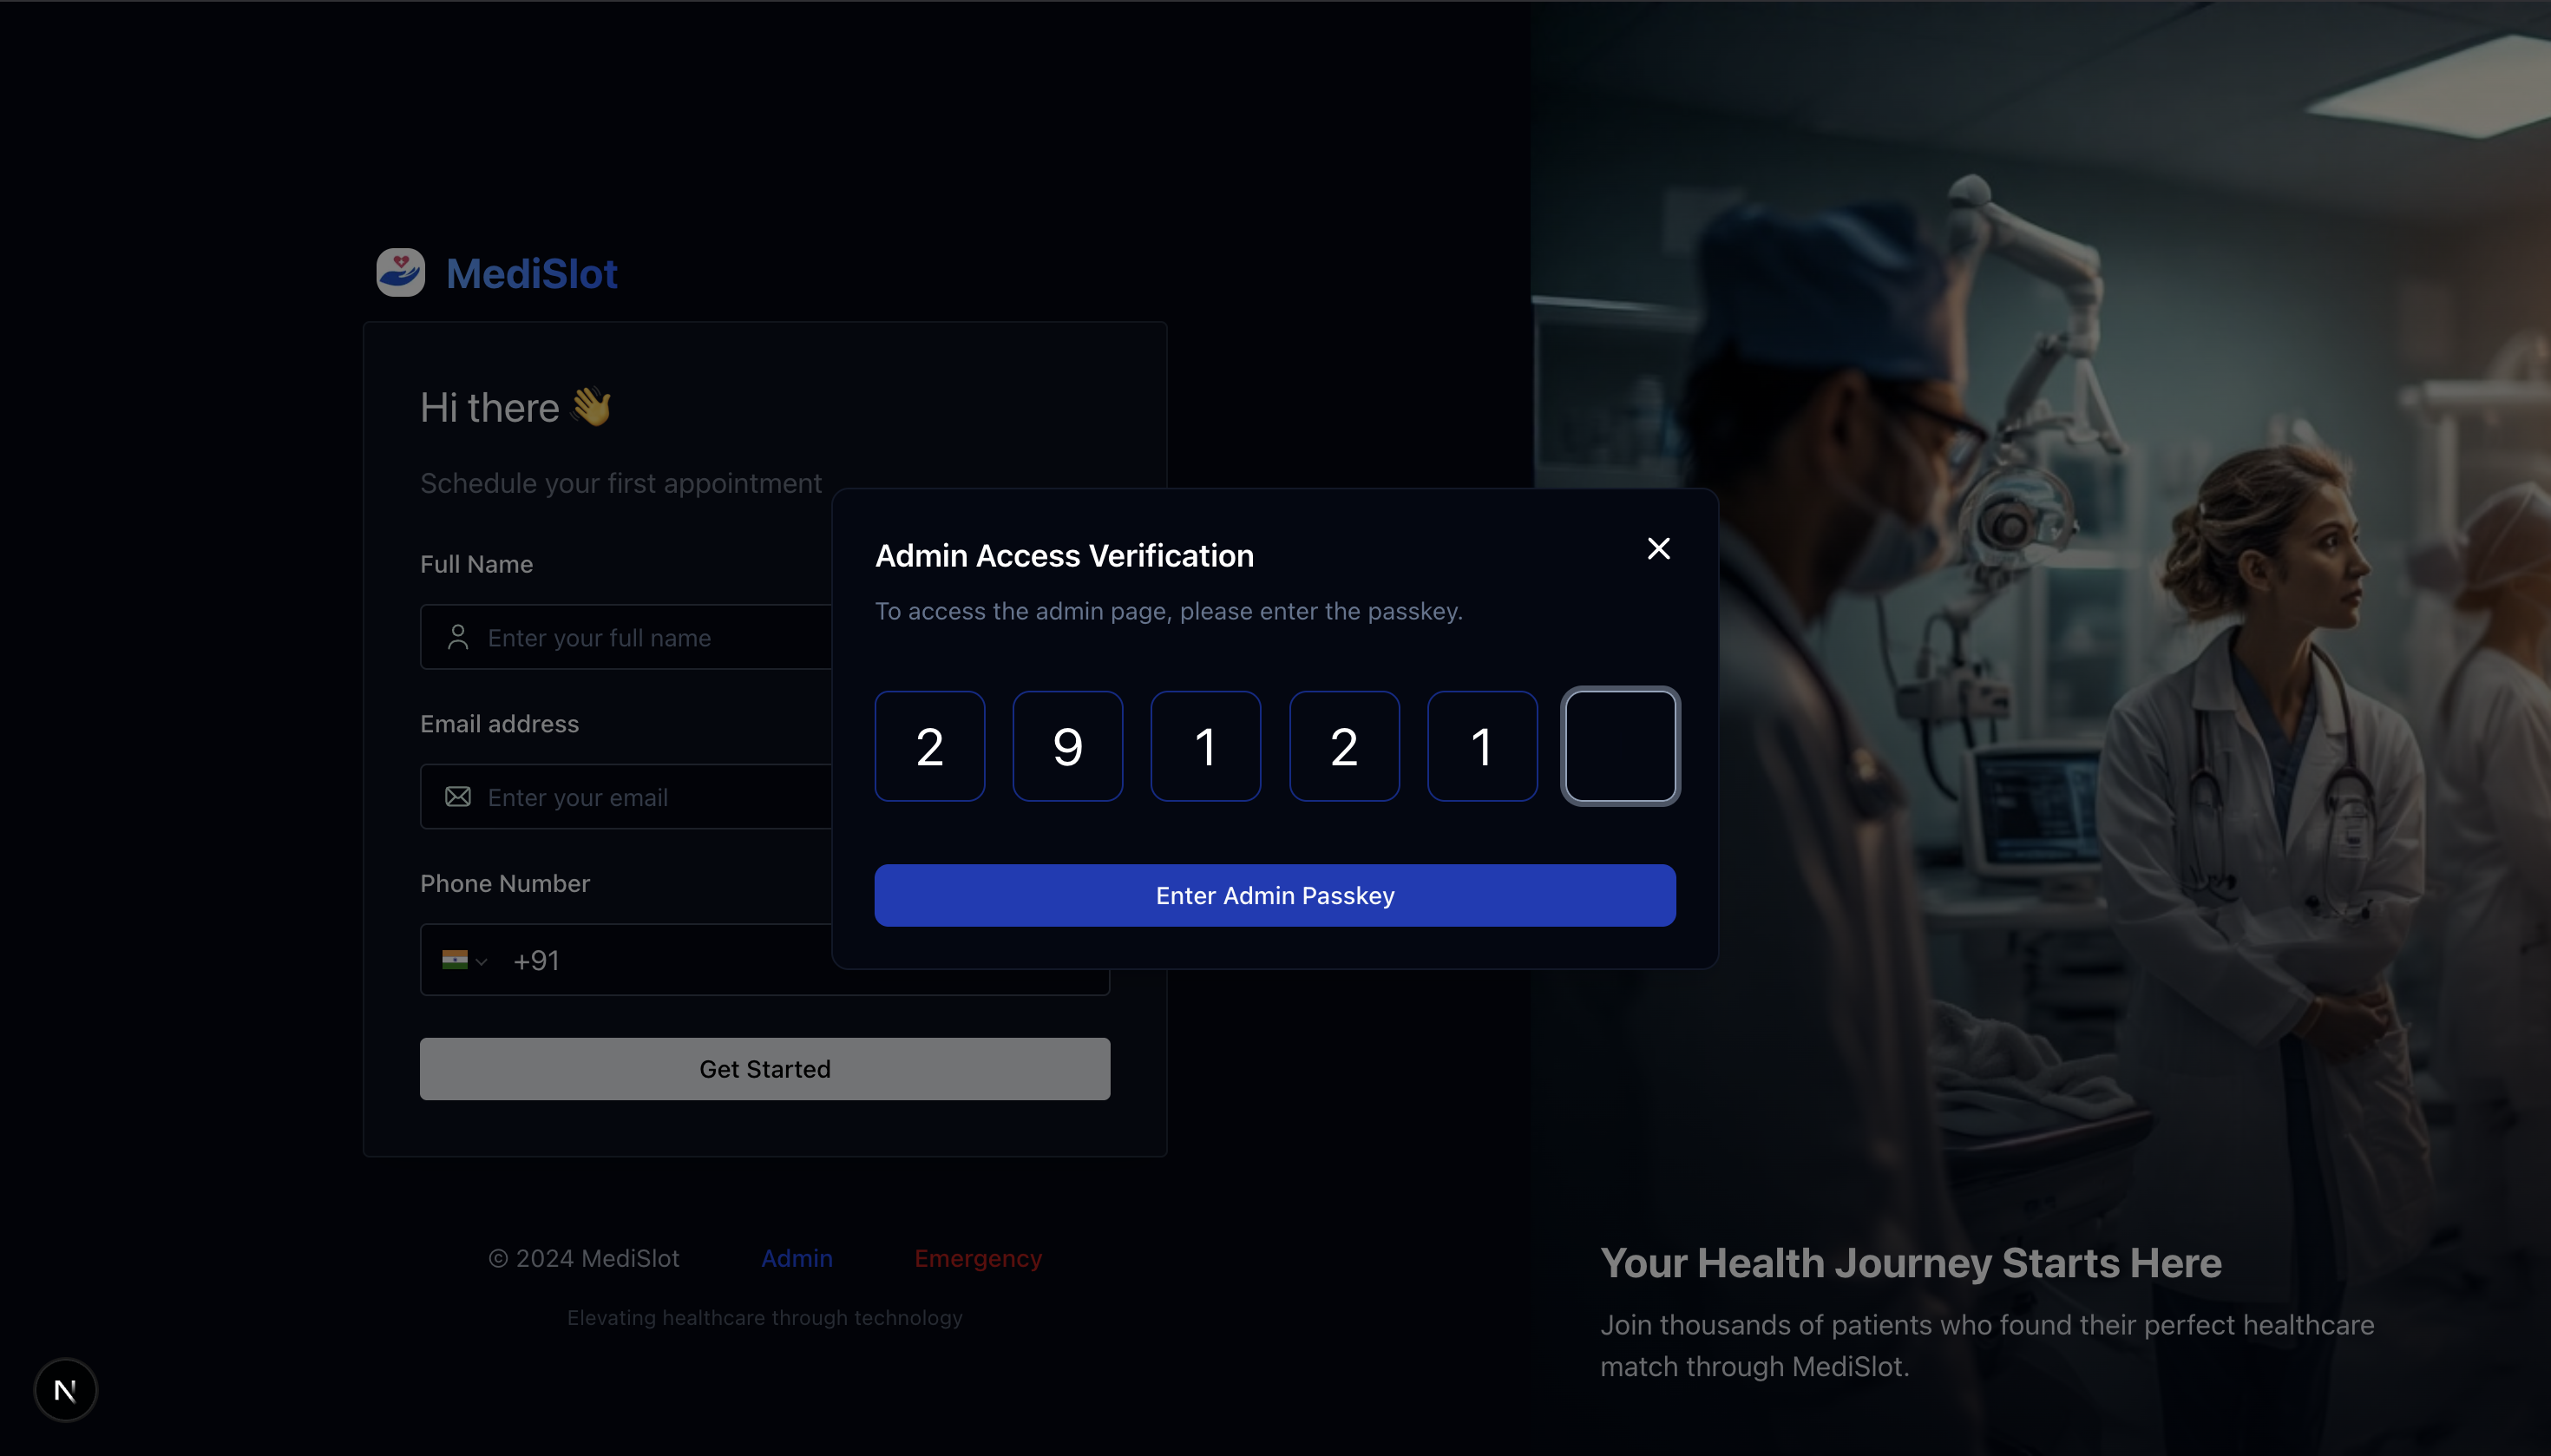 MediSlot
Hi there 👋
Schedule your first appointment
Full Name
Enter your full name
Email address
Enter your email
Phone Number
+91
Get Started
© 2024 MediSlot
Admin
Emergency
Elevating healthcare through technology
Admin Access Verification
To access the admin page, please enter the passkey.
2 9 1 2 1
Enter Admin Passkey
Your Health Journey Starts Here
Join thousands of patients who found their perfect healthcare
match through MediSlot.
N